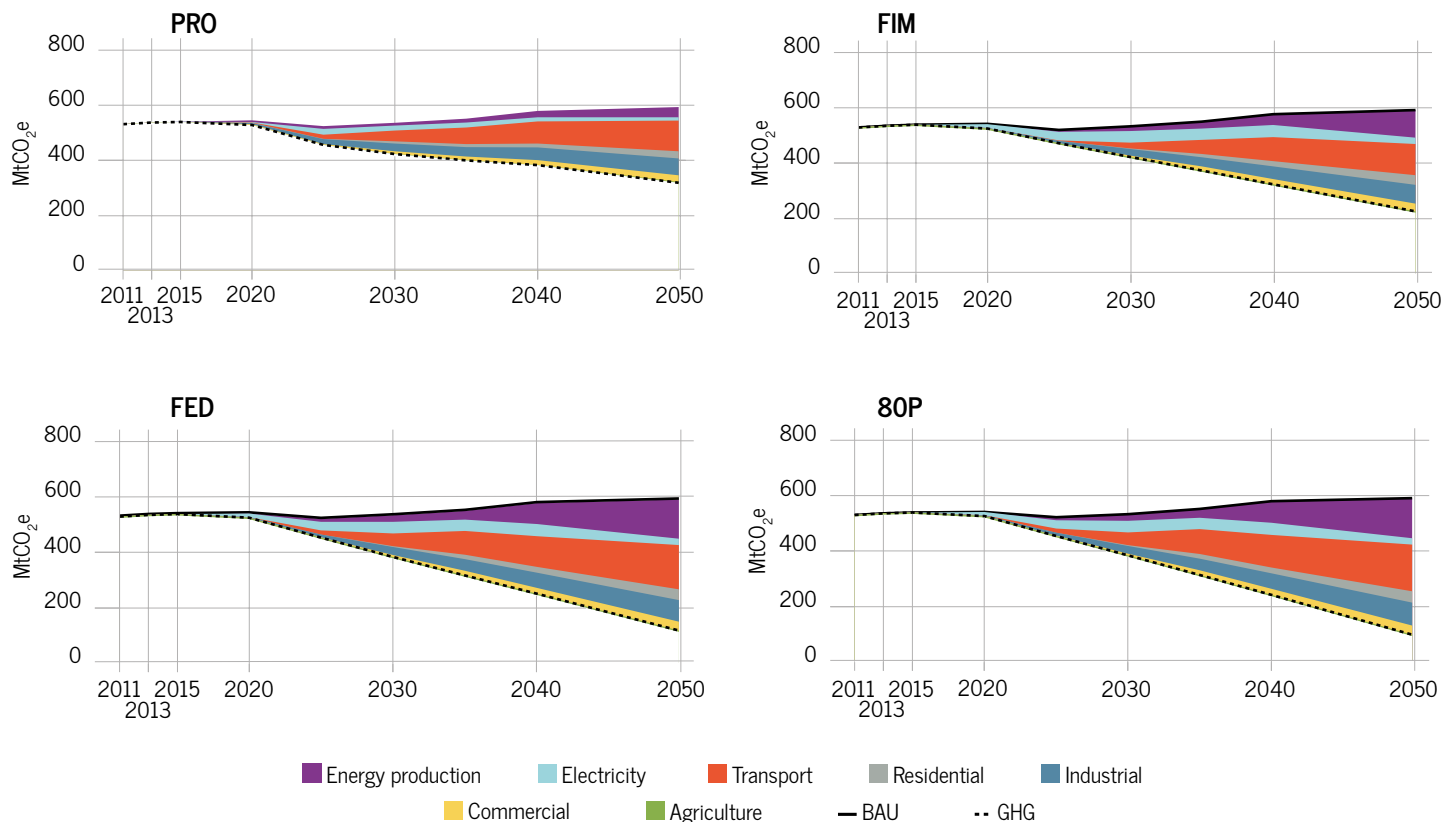 PRO
800
600
400
200
0
MtCO2e
2011 2015 2020 2030 2040 2050
2013
FIM
800
600
400
200
0
MtCO2e
2011 2015 2020 2030 2040 2050
2013
FED
800
600
400
200
0
MtCO2e
2011 2015 2020 2030 2040 2050
2013
80P
800
600
400
200
0
MtCO2e
2011 2015 2020 2030 2040 2050
2013
Energy production Electricity Transport Residential Industrial
Commercial Agriculture BAU GHG